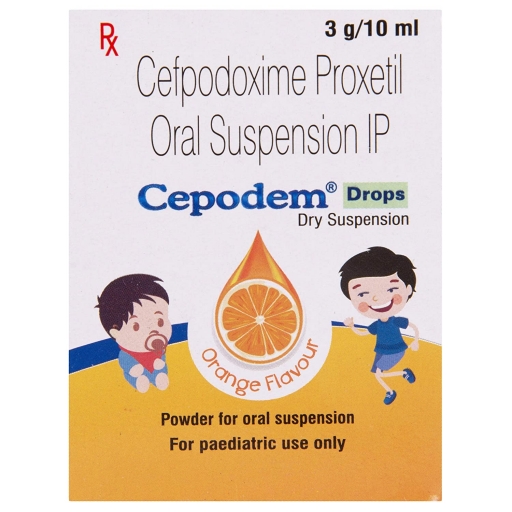 ℞
3 g/10 ml
Cefpodoxime Proxetil
Oral Suspension IP
Cepodem® Drops
Dry Suspension
Orange Flavour
Powder for oral suspension
For paediatric use only